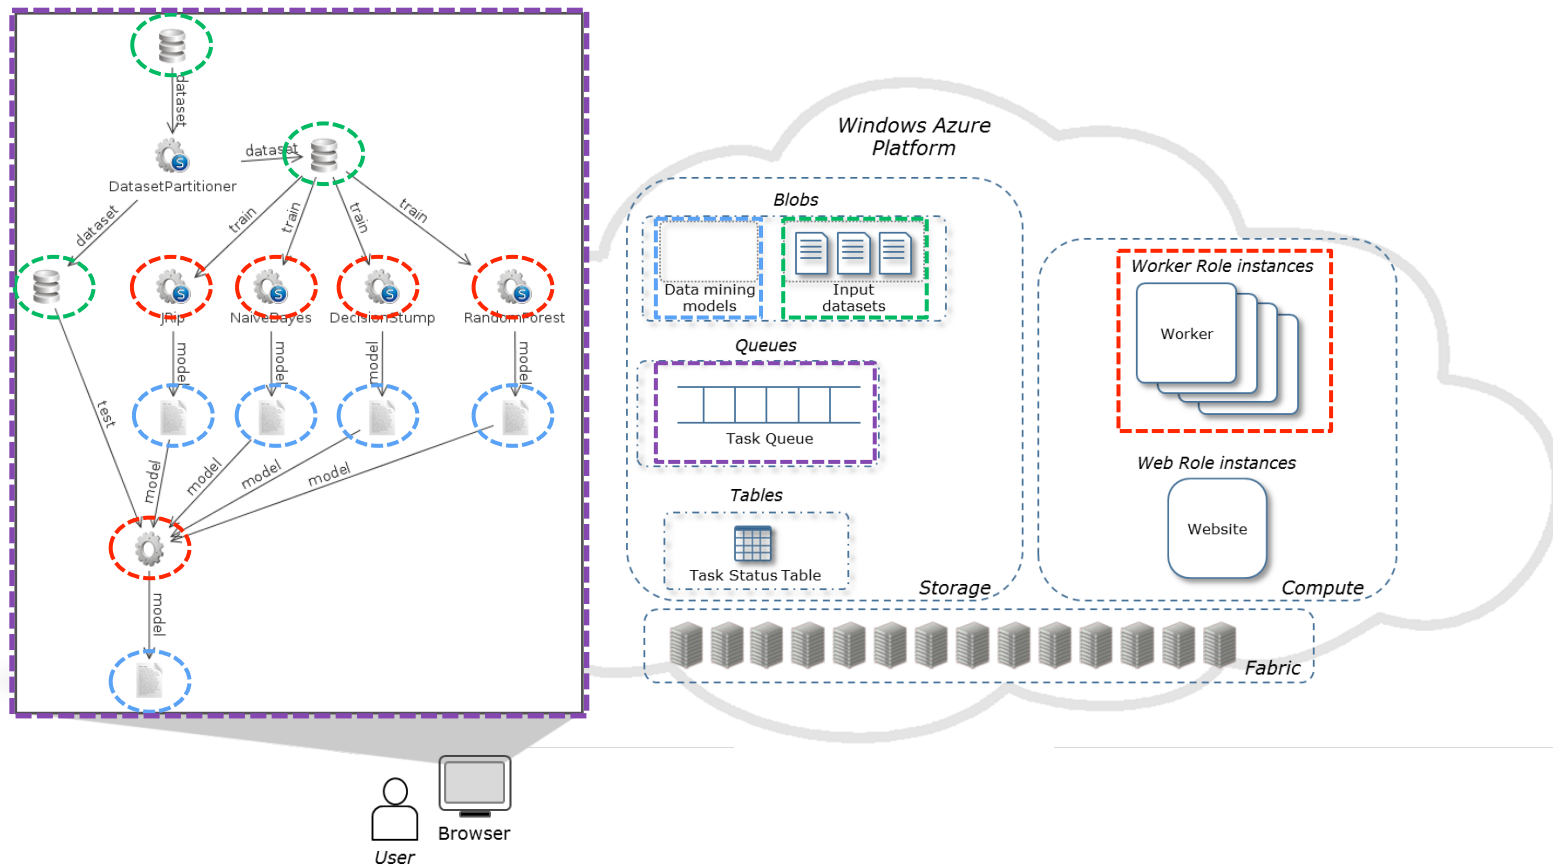 dataset
DatasetPartitioner
dataset
dataset
train
train
train
train
JRip
NaiveBayes
DecisionStump
RandomForest
model
model
model
model
test
model
model
model
model
model
User
Browser
Windows Azure
Platform
Blobs
Data mining
models
Input
datasets
Queues
Task Queue
Tables
Task Status Table
Storage
Worker Role instances
Worker
Web Role instances
Website
Compute
Fabric